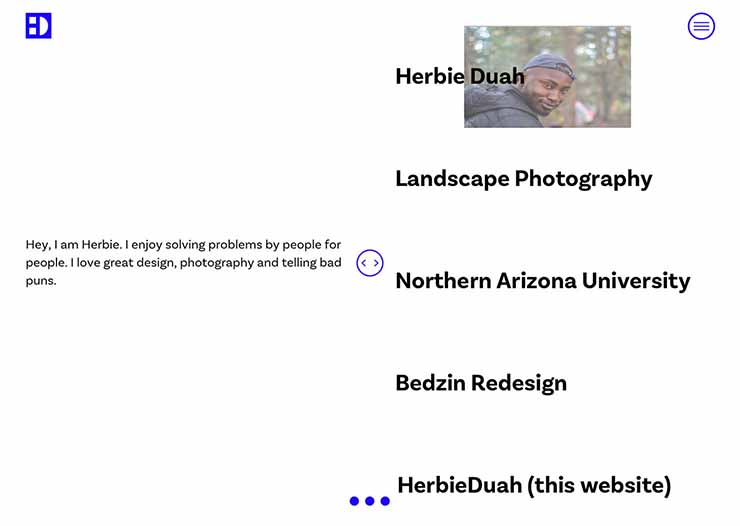 HD
Herbie Duah
Landscape Photography
Hey, I am Herbie. I enjoy solving problems by people for
people. I love great design, photography and telling bad
puns.
Northern Arizona University
Bedzin Redesign
HerbieDuah (this website)